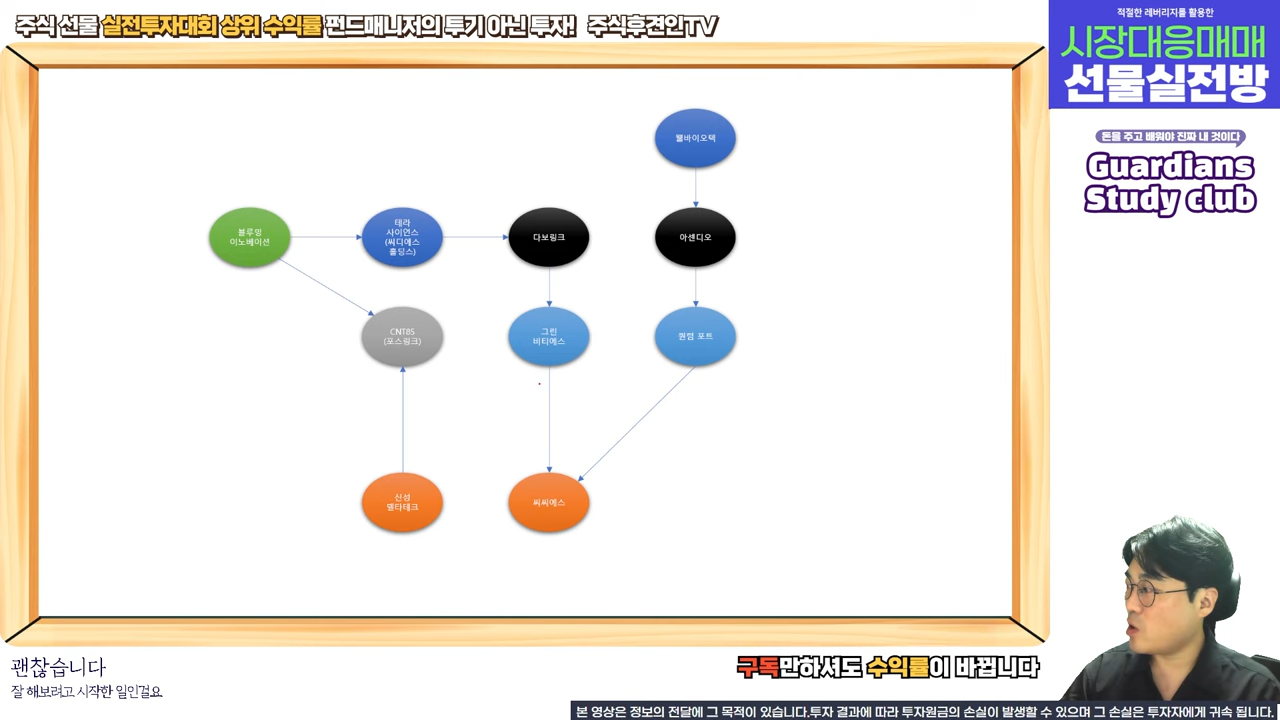 주식 선물 실전투자대회 상위 수익률 펀드매니저의 투기 아닌 투자! 주식후견인TV
적절한 레버리지를 활용한
시장대응매매
선물실전방
돈을 주고 배워야 진짜 내 것이다
Guardians
Study club
웰바이오텍
블루밍
이노베이션
테라
사이언스
(씨디에스
홀딩스)
다보링크
아센디오
CNT85
(포스링크)
그린
비티에스
퀀텀 포트
신성
델타테크
씨씨에스
괜찮습니다
잘 해보려고 시작한 일인걸요
구독만하셔도 수익률이 바뀝니다
본 영상은 정보의 전달에 그 목적이 있습니다.투자 결과에 따라 투자원금의 손실이 발생할 수 있으며 그 손실은 투자자에게 귀속 됩니다.